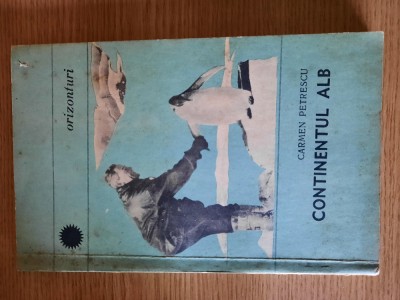 orizonturi
CARMEN PETRESCU
CONTINENTUL ALB